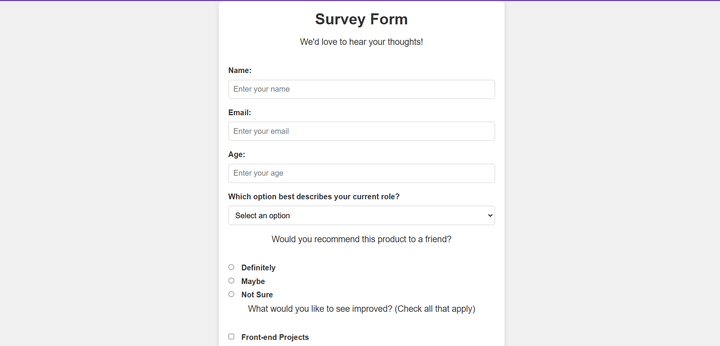 Survey Form
We'd love to hear your thoughts!
Name:
Enter your name
Email:
Enter your email
Age:
Enter your age
Which option best describes your current role?
Select an option
Would you recommend this product to a friend?
Definitely
Maybe
Not Sure
What would you like to see improved? (Check all that apply)
Front-end Projects